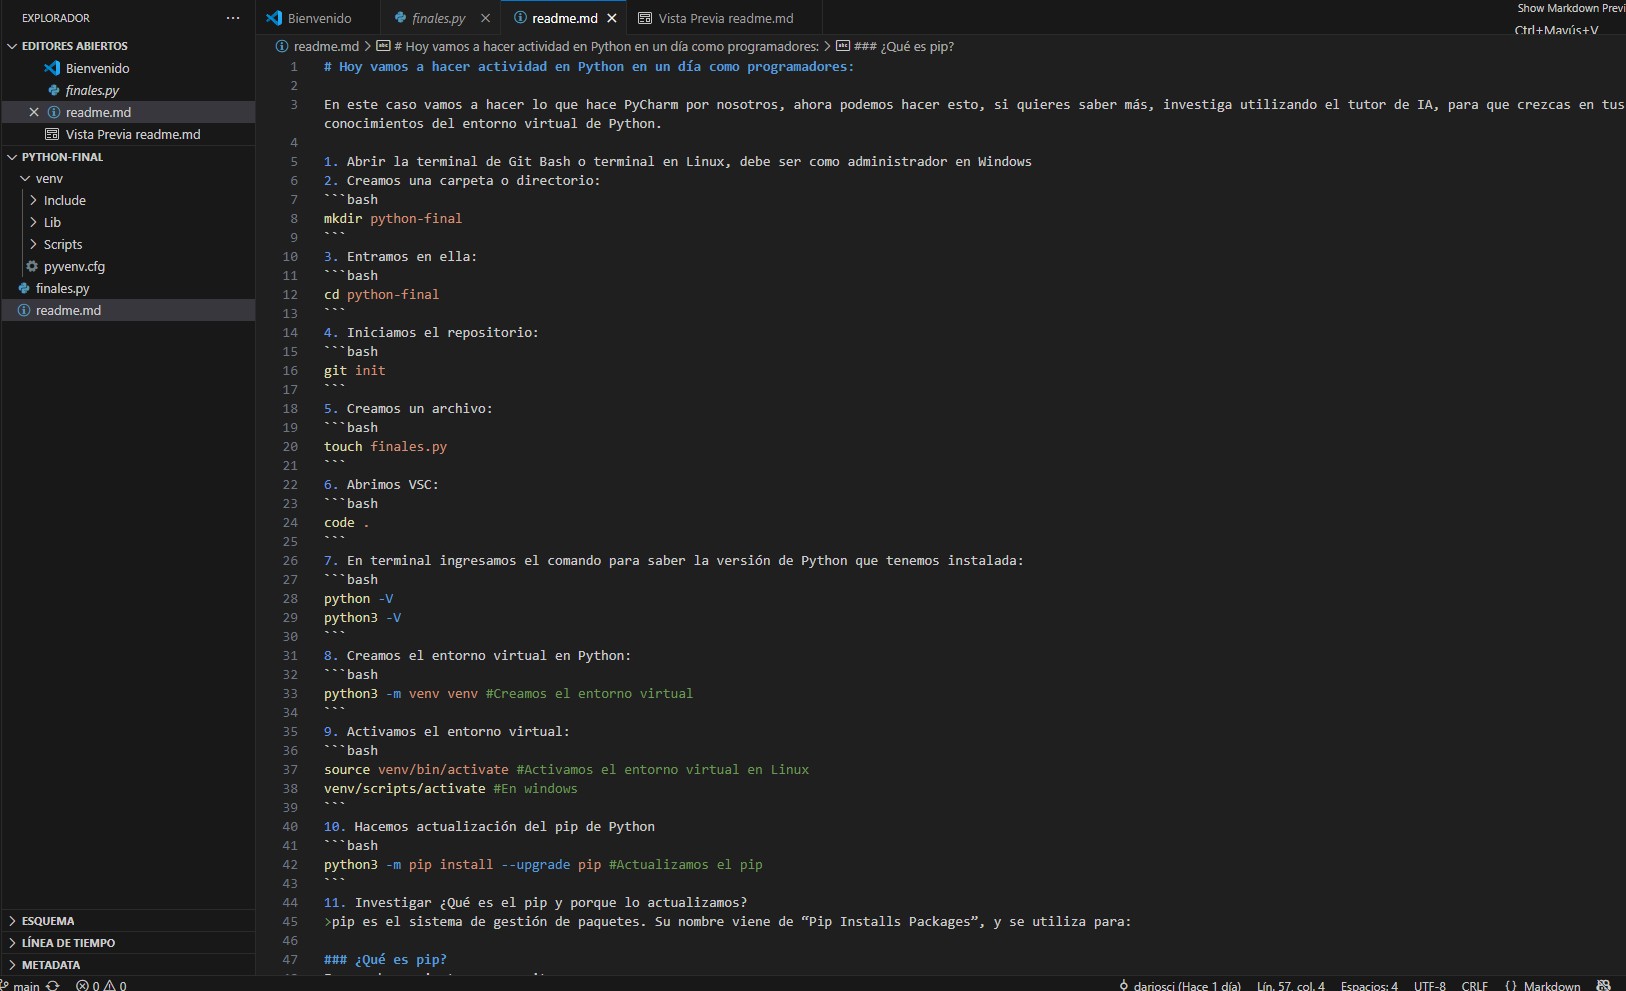 EXPLORADOR
···
EDITORES ABIERTOS
Bienvenido
finales.py
readme.md
Vista Previa readme.md
PYTHON-FINAL
venv
Include
Lib
Scripts
pyvenv.cfg
finales.py
readme.md
ESQUEMA
LÍNEA DE TIEMPO
METADATA
Bienvenido
finales.py
readme.md
Vista Previa readme.md
Show Markdown Previ
Ctrl+Mayús+V
readme.md > # Hoy vamos a hacer actividad en Python en un día como programadores: > ### ¿Qué es pip?
1 # Hoy vamos a hacer actividad en Python en un día como programadores:
2
3 En este caso vamos a hacer lo que hace PyCharm por nosotros, ahora podemos hacer esto, si quieres saber más, investiga utilizando el tutor de IA, para que crezcas en tus
conocimientos del entorno virtual de Python.
4
5 1. Abrir la terminal de Git Bash o terminal en Linux, debe ser como administrador en Windows
6 2. Creamos una carpeta o directorio:
7 ```bash
8 mkdir python-final
9 ```
10 3. Entramos en ella:
11 ```bash
12 cd python-final
13 ```
14 4. Iniciamos el repositorio:
15 ```bash
16 git init
17 ```
18 5. Creamos un archivo:
19 ```bash
20 touch finales.py
21 ```
22 6. Abrimos VSC:
23 ```bash
24 code .
25 ```
26 7. En terminal ingresamos el comando para saber la versión de Python que tenemos instalada:
27 ```bash
28 python -V
29 python3 -V
30 ```
31 8. Creamos el entorno virtual en Python:
32 ```bash
33 python3 -m venv venv #Creamos el entorno virtual
34 ```
35 9. Activamos el entorno virtual:
36 ```bash
37 source venv/bin/activate #Activamos el entorno virtual en Linux
38 venv/scripts/activate #En windows
39 ```
40 10. Hacemos actualización del pip de Python
41 ```bash
42 python3 -m pip install --upgrade pip #Actualizamos el pip
43 ```
44 11. Investigar ¿Qué es el pip y porque lo actualizamos?
45 >pip es el sistema de gestión de paquetes. Su nombre viene de “Pip Installs Packages”, y se utiliza para:
46
47 ### ¿Qué es pip?
main
0 0
dariosci (Hace 1 día)
Lín. 57, col. 4
Espacios: 4
UTF-8
CRLF
{} Markdown